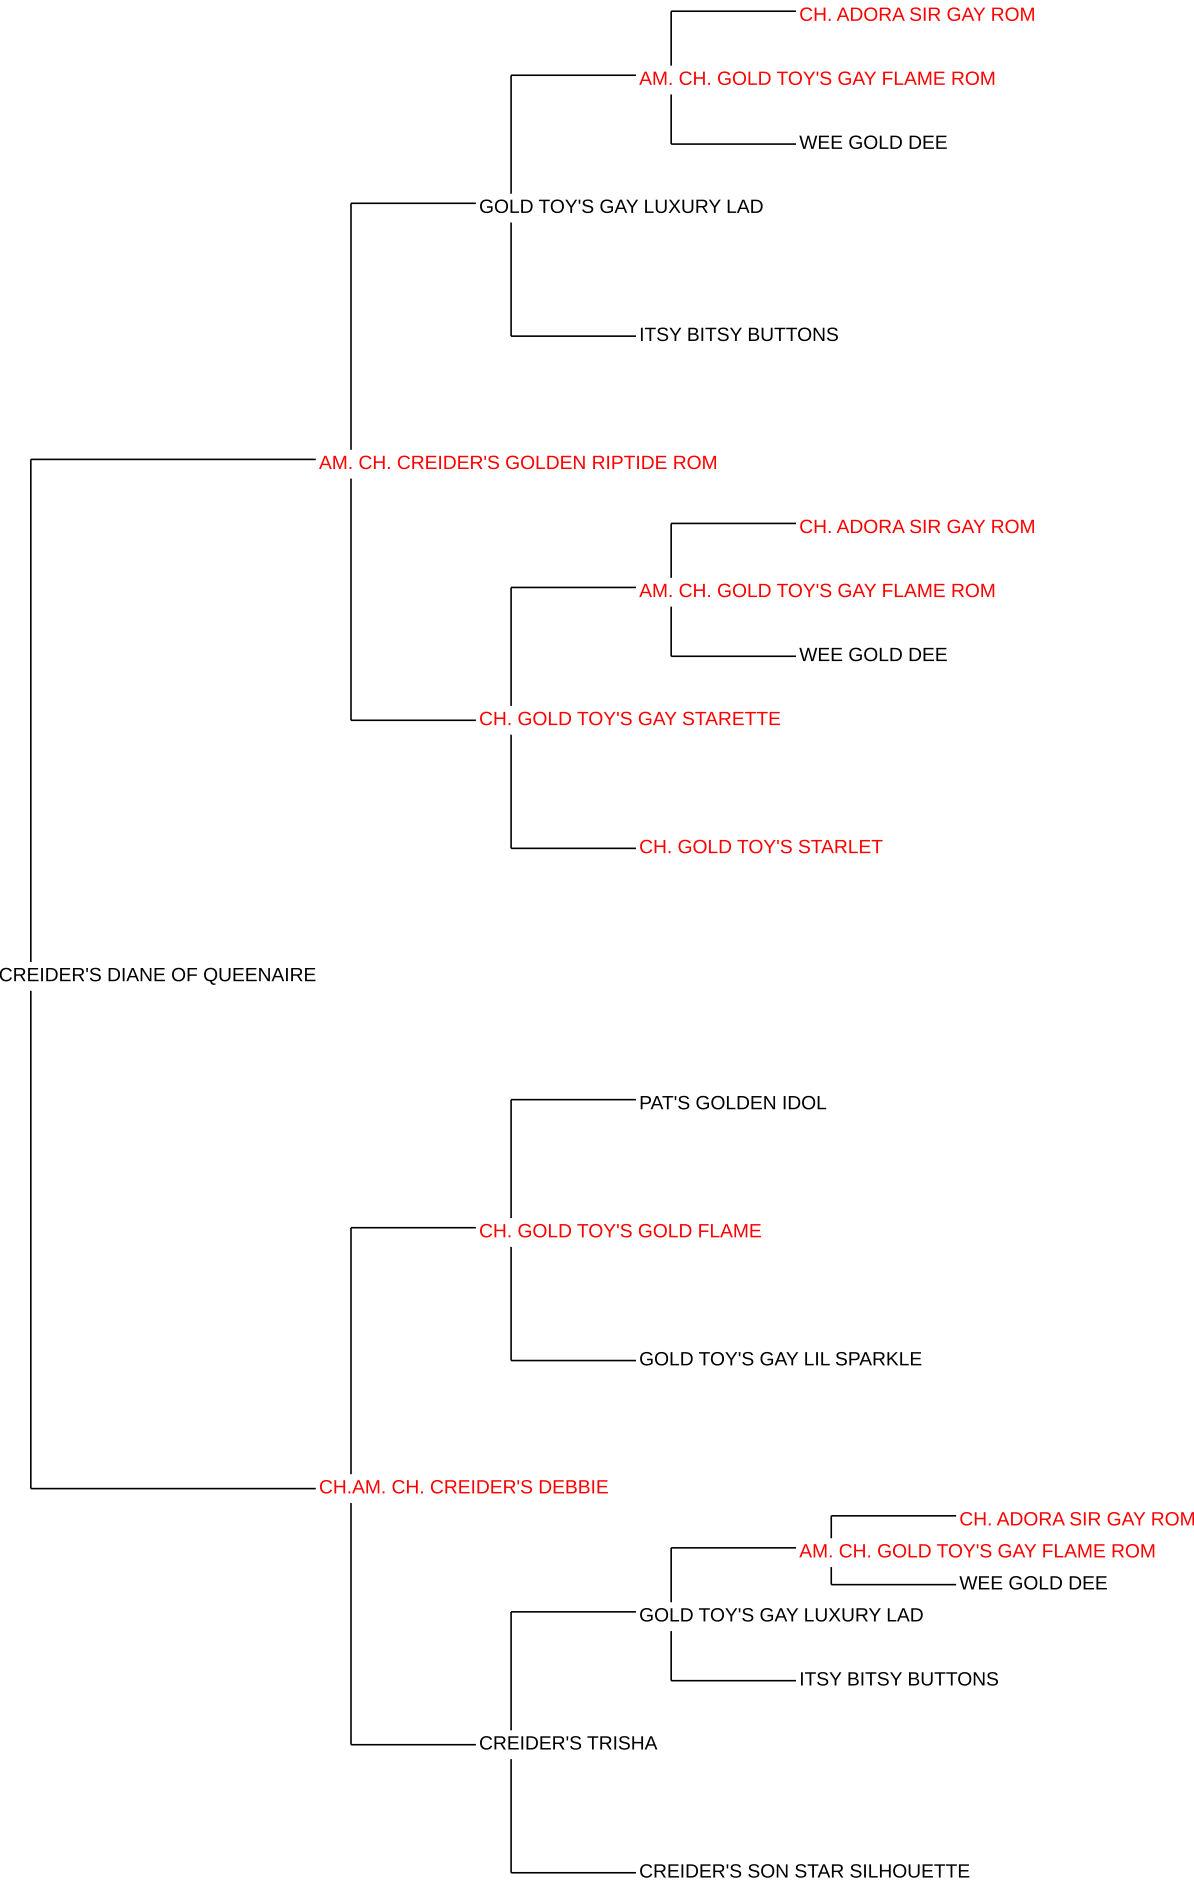 CH. ADORA SIR GAY ROM
AM. CH. GOLD TOY'S GAY FLAME ROM
WEE GOLD DEE
GOLD TOY'S GAY LUXURY LAD
ITSY BITSY BUTTONS
AM. CH. CREIDER'S GOLDEN RIPTIDE ROM
CH. ADORA SIR GAY ROM
AM. CH. GOLD TOY'S GAY FLAME ROM
WEE GOLD DEE
CH. GOLD TOY'S GAY STARETTE
CH. GOLD TOY'S STARLET
CREIDER'S DIANE OF QUEENAIRE
PAT'S GOLDEN IDOL
CH. GOLD TOY'S GOLD FLAME
GOLD TOY'S GAY LIL SPARKLE
CH.AM. CH. CREIDER'S DEBBIE
CH. ADORA SIR GAY ROM
AM. CH. GOLD TOY'S GAY FLAME ROM
WEE GOLD DEE
GOLD TOY'S GAY LUXURY LAD
ITSY BITSY BUTTONS
CREIDER'S TRISHA
CREIDER'S SON STAR SILHOUETTE